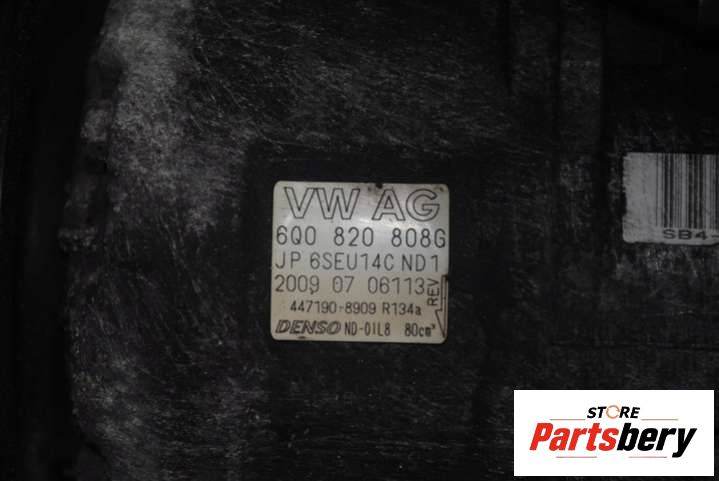 VW AG
6Q0 820 808G
JP 6SEU14C ND1
2009 07 06113
REV
447190-8909 R134a
DENSO ND-OIL8 80cm³
SB4-
STORE
Partsbery